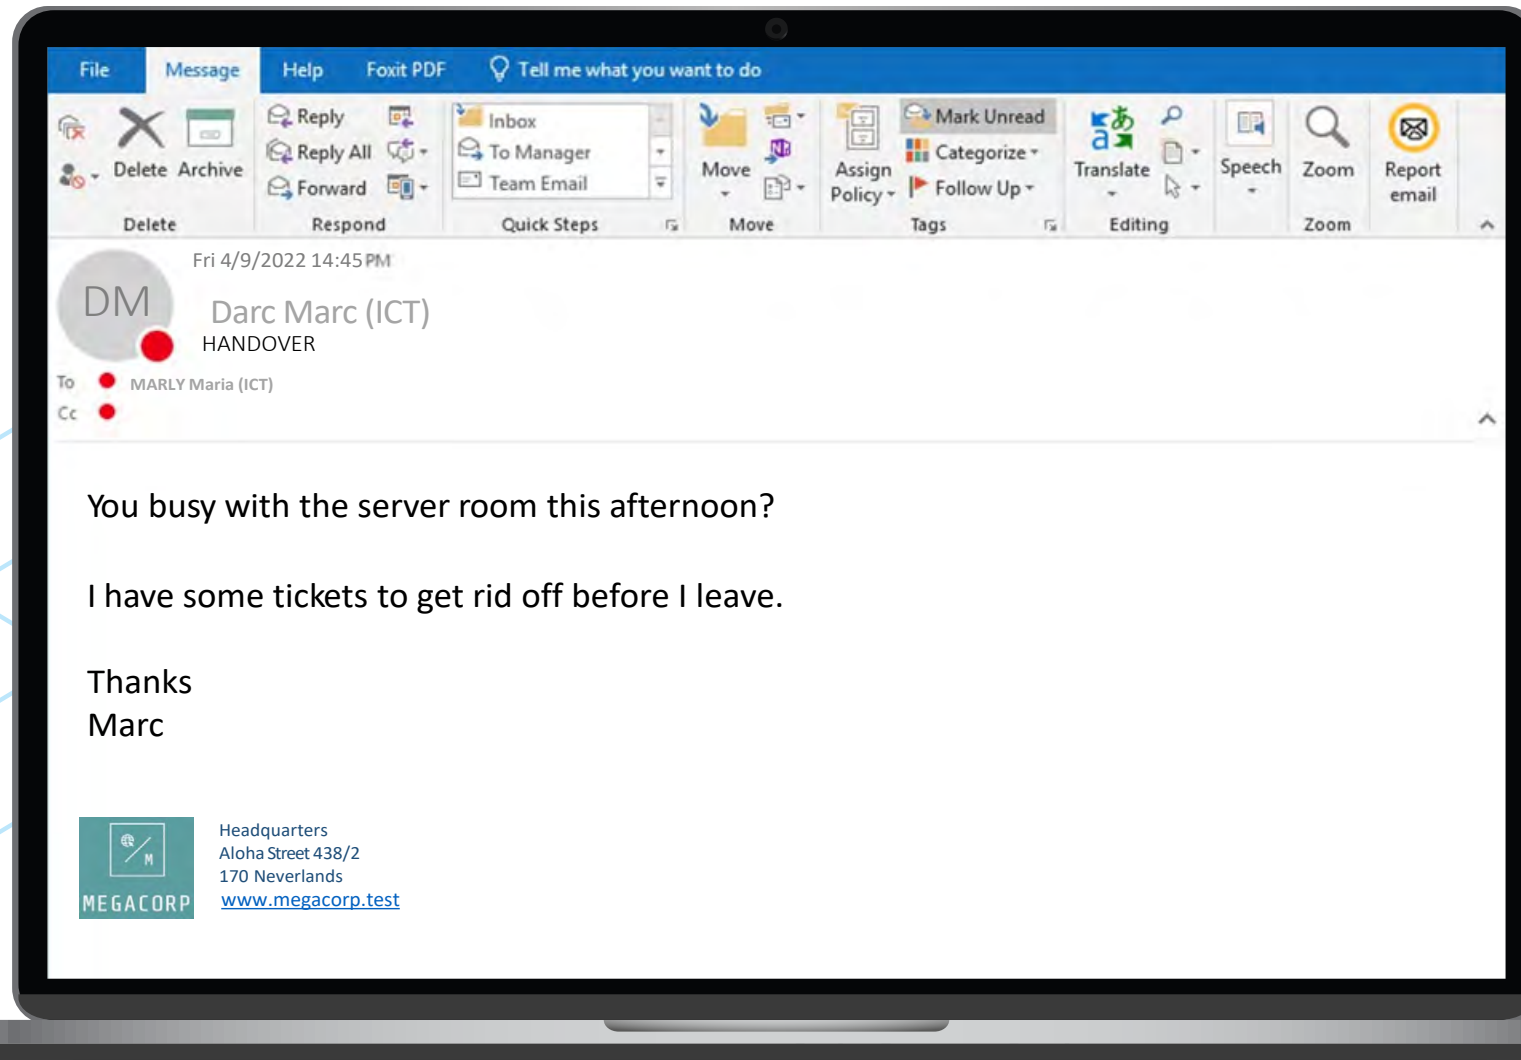 File Message Help Foxit PDF Tell me what you want to do
Delete Archive
Reply
Reply All
Forward
Inbox
To Manager
Team Email
Move
Assign Policy
Mark Unread
Categorize
Follow Up
Translate
Speech
Zoom
Report email
Delete Respond Quick Steps Move Tags Editing Zoom
Fri 4/9/2022 14:45 PM
DM
Darc Marc (ICT)
HANDOVER
To MARLY Maria (ICT)
Cc
You busy with the server room this afternoon?
I have some tickets to get rid off before I leave.
Thanks
Marc
M
MEGACORP
Headquarters
Aloha Street 438/2
170 Neverlands
www.megacorp.test